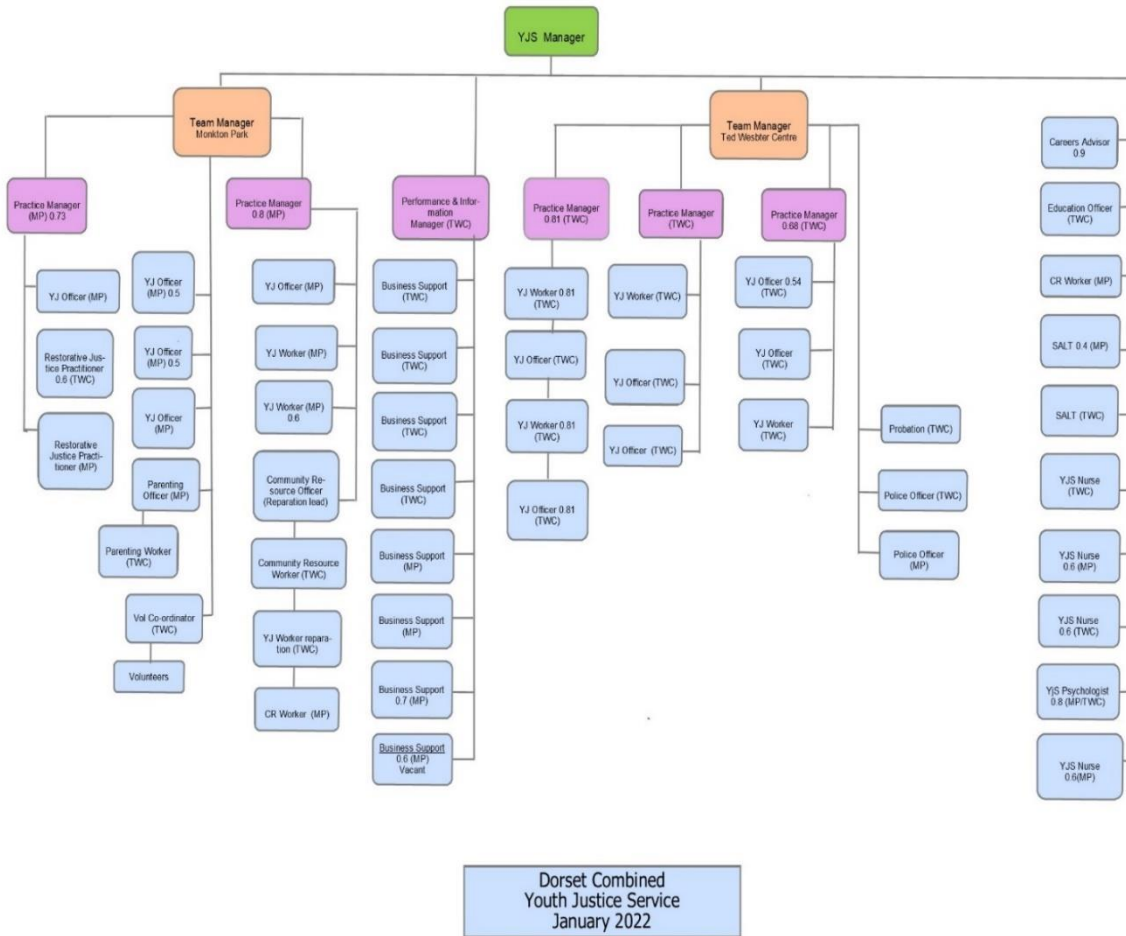 YJS Manager
Team Manager
Monkton Park
Team Manager
Ted Wesbter Centre
Practice Manager
(MP) 0.73
YJ Officer (MP)
Restorative Jus-
tice Practitioner
0.6 (TWC)
Restorative
Justice Practi-
tioner (MP)
YJ Officer
(MP) 0.5
YJ Officer
(MP) 0.5
YJ Officer
(MP)
Parenting
Officer (MP)
Parenting Worker
(TWC)
Vol Co-ordinator
(TWC)
Volunteers
Practice Manager
0.8 (MP)
YJ Officer (MP)
YJ Worker (MP)
YJ Worker (MP)
0.6
Community Re-
source Officer
(Reparation lead)
Community Resource
Worker (TWC)
YJ Worker repara-
tion (TWC)
CR Worker (MP)
Performance & Infor-
mation
Manager (TWC)
Business Support
(TWC)
Business Support
(TWC)
Business Support
(TWC)
Business Support
(TWC)
Business Support
(MP)
Business Support
(MP)
Business Support
0.7 (MP)
Business Support
0.6 (MP)
Vacant
Practice Manager
0.81 (TWC)
YJ Worker 0.81
(TWC)
YJ Officer (TWC)
YJ Worker 0.81
(TWC)
YJ Officer 0.81
(TWC)
Practice Manager
(TWC)
YJ Worker (TWC)
YJ Officer (TWC)
YJ Officer (TWC)
Practice Manager
0.68 (TWC)
YJ Officer 0.54
(TWC)
YJ Officer
(TWC)
YJ Worker
(TWC)
Probation (TWC)
Police Officer (TWC)
Police Officer
(MP)
Careers Advisor
0.9
Education Officer
(TWC)
CR Worker (MP)
SALT 0.4 (MP)
SALT (TWC)
YJS Nurse
(TWC)
YJS Nurse
0.6 (MP)
YJS Nurse
0.6 (TWC)
YjS Psychologist
0.8 (MP/TWC)
YJS Nurse
0.6(MP)
Dorset Combined
Youth Justice Service
January 2022